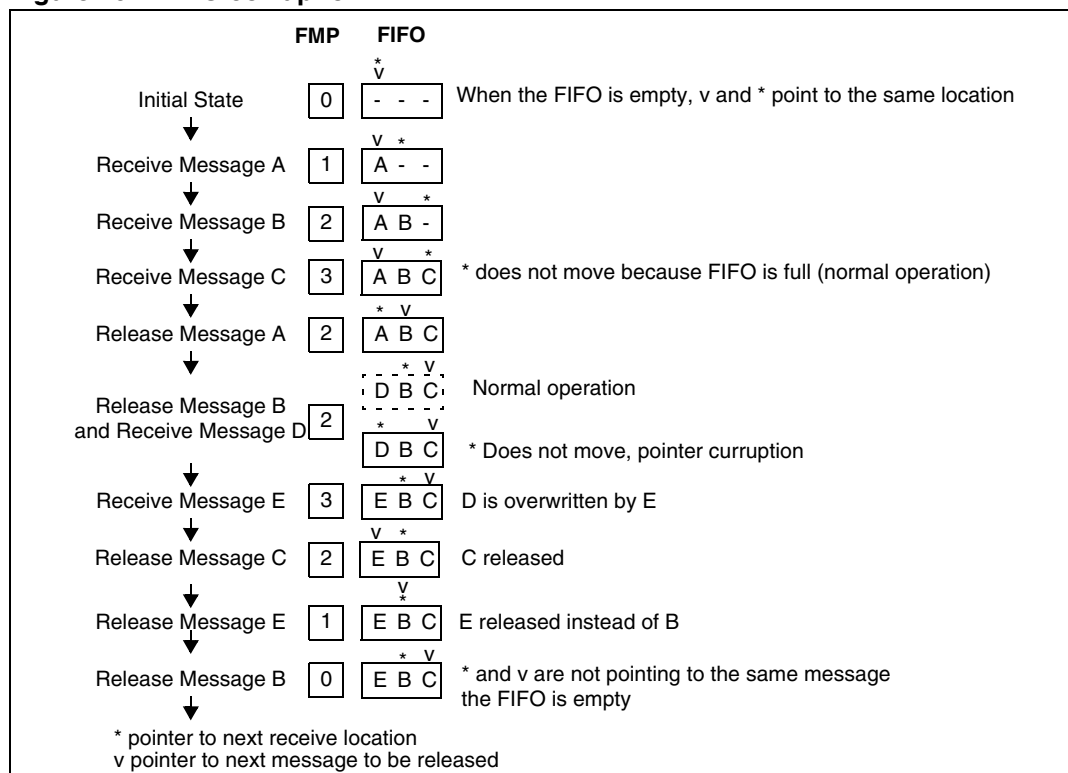 FMP FIFO
*
v
Initial State 0 - - - When the FIFO is empty, v and * point to the same location
v *
Receive Message A 1 A - -
v *
Receive Message B 2 A B -
v *
Receive Message C 3 A B C * does not move because FIFO is full (normal operation)
* v
Release Message A 2 A B C
* v
D B C Normal operation
Release Message B
and Receive Message D 2
* v
D B C * Does not move, pointer curruption
* v
Receive Message E 3 E B C D is overwritten by E
v *
Release Message C 2 E B C C released
v
*
Release Message E 1 E B C E released instead of B
* v
Release Message B 0 E B C * and v are not pointing to the same message
the FIFO is empty
* pointer to next receive location
v pointer to next message to be released